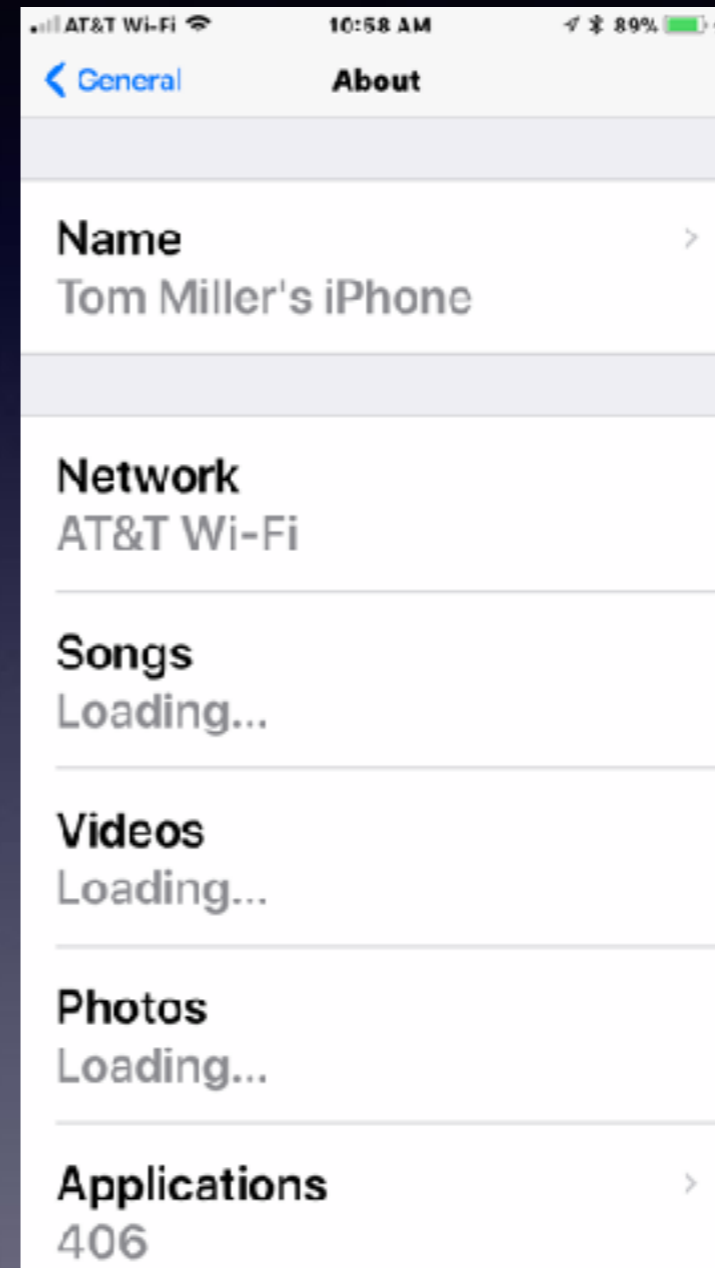 AT&T Wi-Fi 10:58 AM 89%
General About
Name
Tom Miller's iPhone
Network
AT&T Wi-Fi
Songs
Loading...
Videos
Loading...
Photos
Loading...
Applications
406